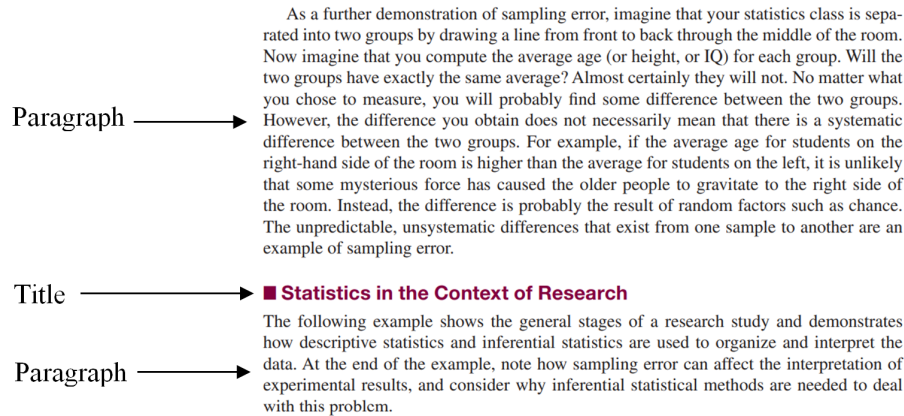 As a further demonstration of sampling error, imagine that your statistics class is sepa-
rated into two groups by drawing a line from front to back through the middle of the room.
Now imagine that you compute the average age (or height, or IQ) for each group. Will the
two groups have exactly the same average? Almost certainly they will not. No matter what
you chose to measure, you will probably find some difference between the two groups.
Paragraph
However, the difference you obtain does not necessarily mean that there is a systematic
difference between the two groups. For example, if the average age for students on the
right-hand side of the room is higher than the average for students on the left, it is unlikely
that some mysterious force has caused the older people to gravitate to the right side of
the room. Instead, the difference is probably the result of random factors such as chance.
The unpredictable, unsystematic differences that exist from one sample to another are an
example of sampling error.
Title
■ Statistics in the Context of Research
The following example shows the general stages of a research study and demonstrates
how descriptive statistics and inferential statistics are used to organize and interpret the
Paragraph
data. At the end of the example, note how sampling error can affect the interpretation of
experimental results, and consider why inferential statistical methods are needed to deal
with this problem.